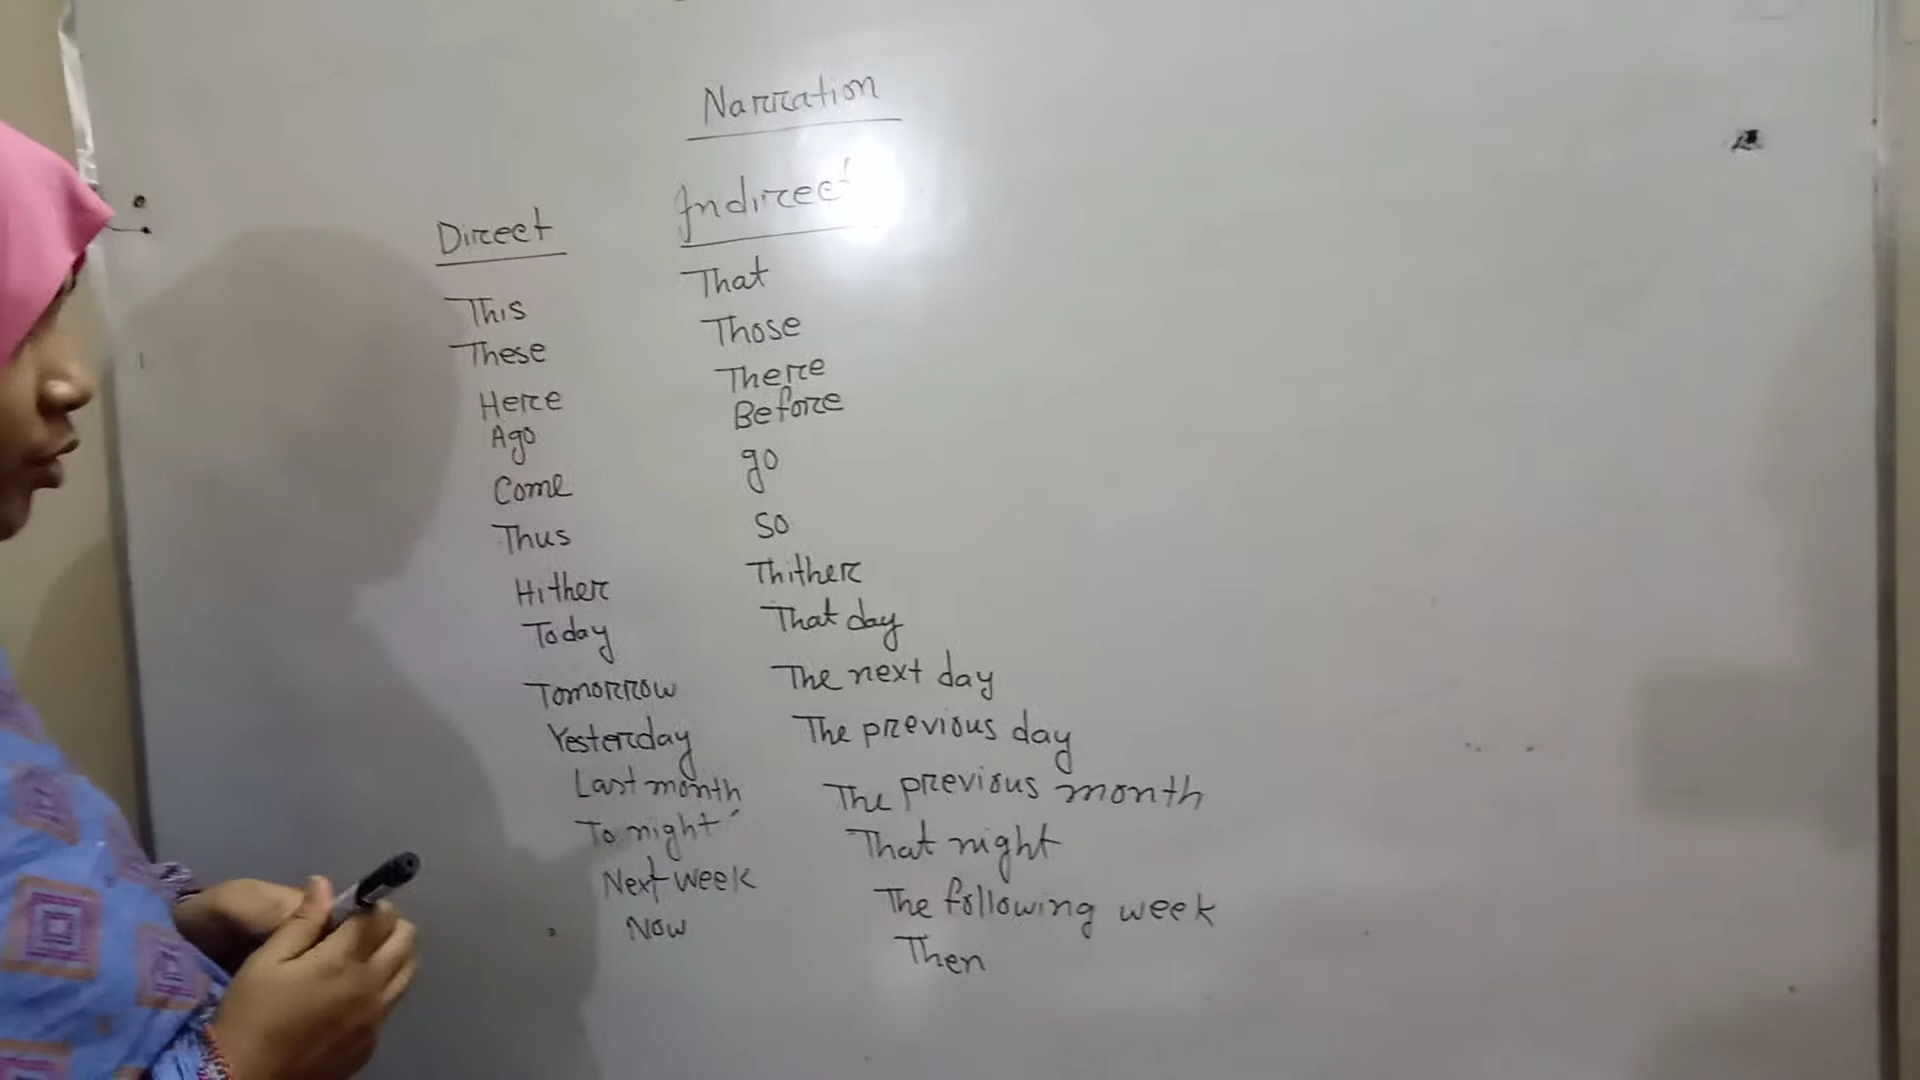 Narration
Direct Indirect
This That
These Those
Here There
Ago Before
Come go
Thus so
Hither Thither
Today That day
Tomorrow The next day
Yesterday The previous day
Last month The previous month
To night That night
Next week The following week
Now Then